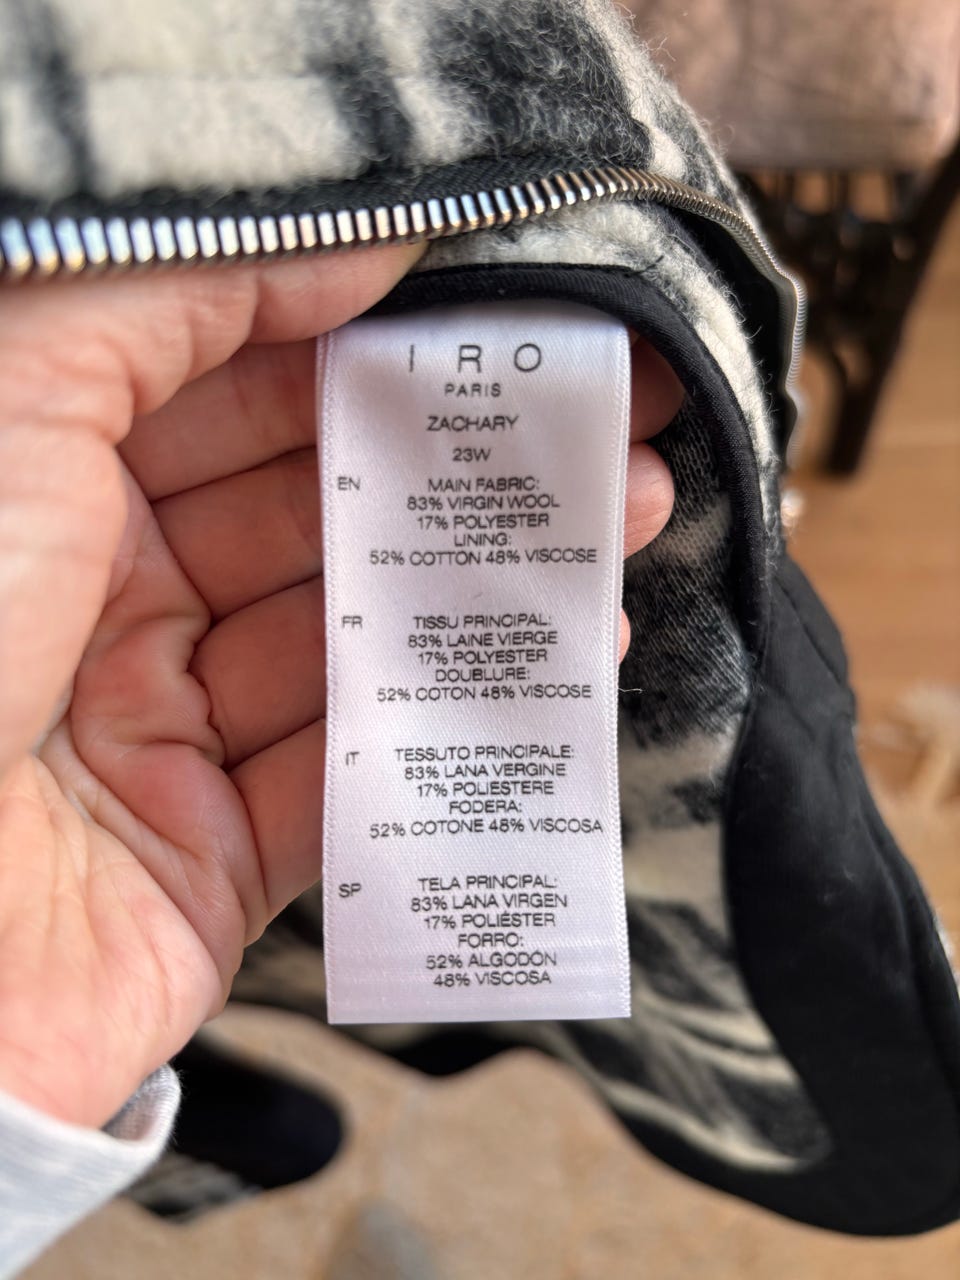 IRO
PARIS
ZACHARY
23W
EN
MAIN FABRIC:
83% VIRGIN WOOL
17% POLYESTER
LINING:
52% COTTON 48% VISCOSE
FR
TISSU PRINCIPAL:
83% LAINE VIERGE
17% POLYESTER
DOUBLURE:
52% COTON 48% VISCOSE
IT
TESSUTO PRINCIPALE:
83% LANA VERGINE
17% POLIESTERE
FODERA:
52% COTONE 48% VISCOSA
SP
TELA PRINCIPAL:
83% LANA VIRGEN
17% POLIÉSTER
FORRO:
52% ALGODÓN
48% VISCOSA